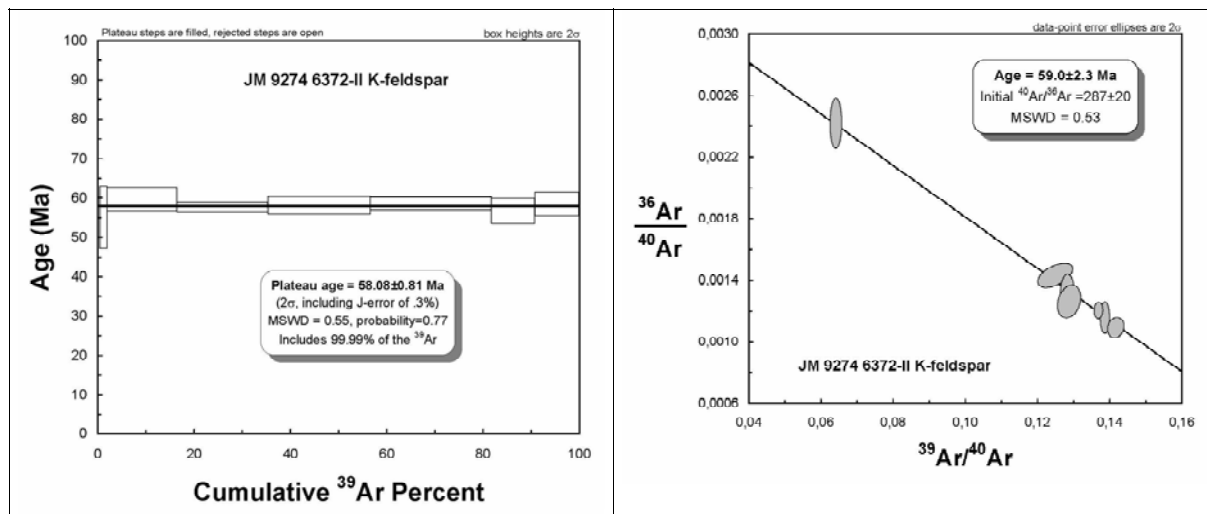 Plateau steps are filled, rejected steps are open
box heights are 2σ
100
90
80
70
60
50
40
30
20
10
0
Age (Ma)
JM 9274 6372-II K-feldspar
Plateau age = 58.08±0.81 Ma
(2σ, including J-error of .3%)
MSWD = 0.55, probability=0.77
Includes 99.99% of the ³⁹Ar
0 20 40 60 80 100
Cumulative ³⁹Ar Percent
data-point error ellipses are 2σ
0,0030
0,0026
0,0022
0,0018
0,0014
0,0010
0,0006
³⁶Ar
⁴⁰Ar
Age = 59.0±2.3 Ma
Initial ⁴⁰Ar/³⁶Ar =287±20
MSWD = 0.53
JM 9274 6372-II K-feldspar
0,04 0,06 0,08 0,10 0,12 0,14 0,16
³⁹Ar/⁴⁰Ar